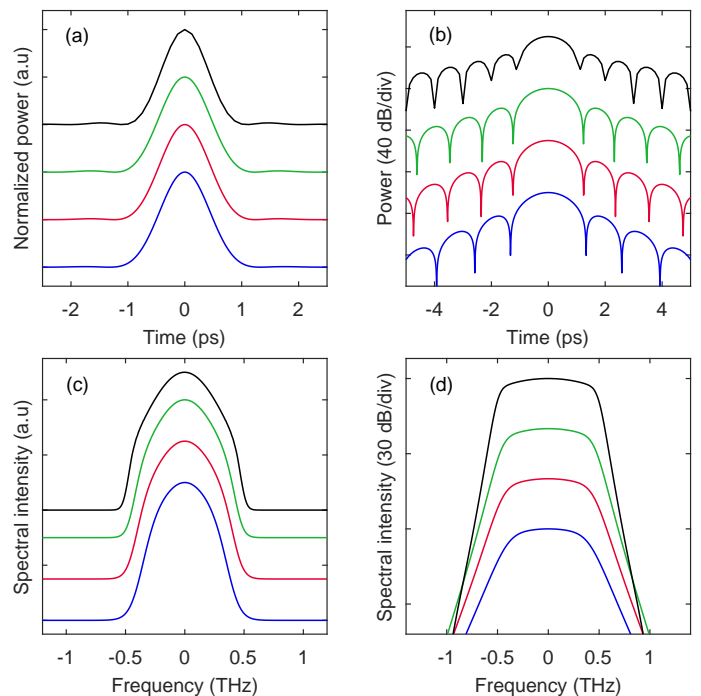 (a)
Normalized power (a.u)
-2 -1 0 1 2
Time (ps)
(b)
Power (40 dB/div)
-4 -2 0 2 4
Time (ps)
(c)
Spectral intensity (a.u)
-1 -0.5 0 0.5 1
Frequency (THz)
(d)
Spectral intensity (30 dB/div)
-1 -0.5 0 0.5 1
Frequency (THz)